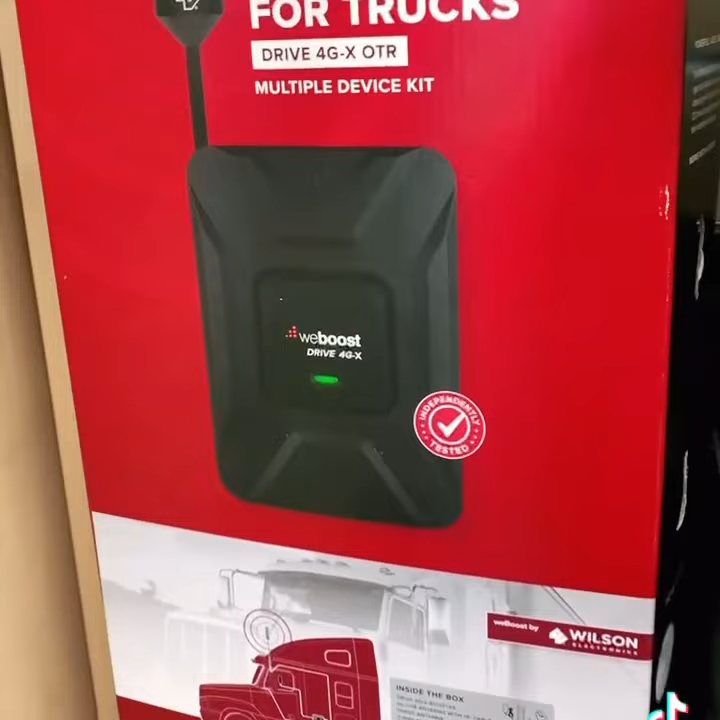 FOR TRUCKS
DRIVE 4G-X OTR
MULTIPLE DEVICE KIT
weboost
DRIVE 4G-X
INDEPENDENTLY
TESTED
weBoost by
WILSON
ELECTRONICS
INSIDE THE BOX